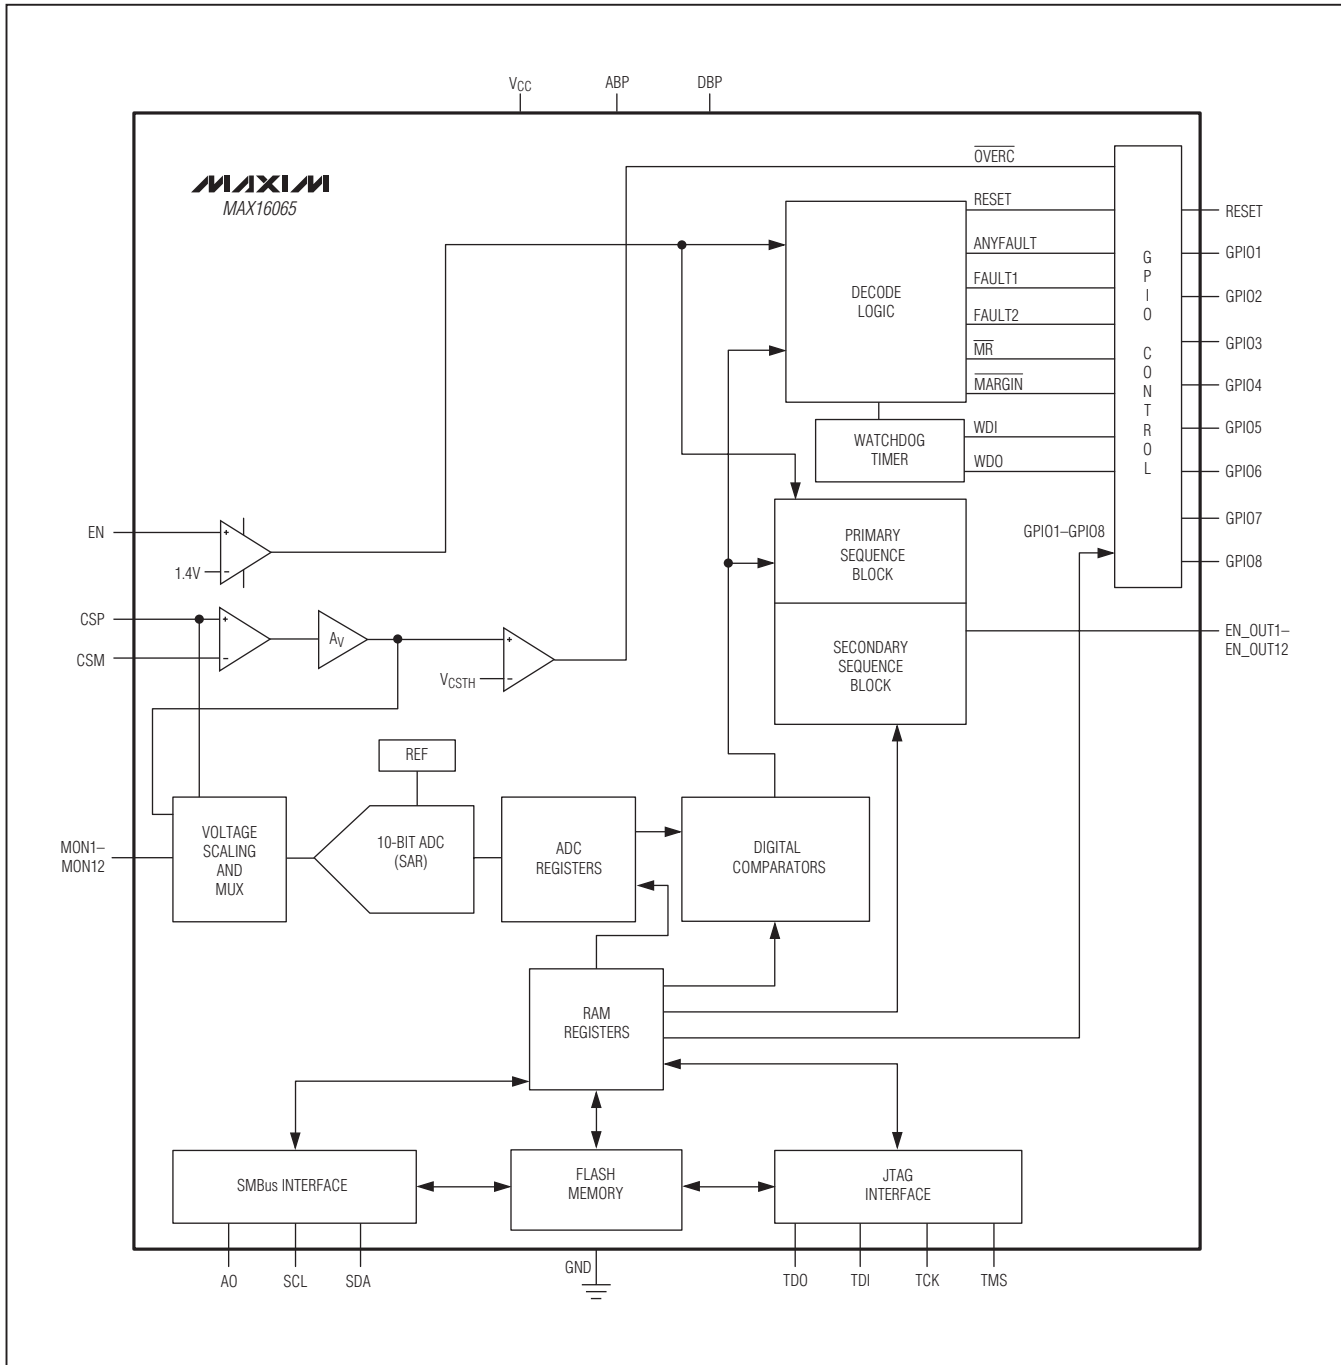 VCC
ABP
DBP
MAXIM
MAX16065
OVERC
RESET
ANYFAULT
FAULT1
FAULT2
MR
MARGIN
DECODE
LOGIC
WATCHDOG
TIMER
WDI
WDO
GPIO CONTROL
RESET
GPIO1
GPIO2
GPIO3
GPIO4
GPIO5
GPIO6
GPIO7
GPIO8
GPIO1–GPIO8
EN
+
–
1.4V
PRIMARY
SEQUENCE
BLOCK
CSP
CSM
+
–
AV
+
–
VCSTH
SECONDARY
SEQUENCE
BLOCK
EN_OUT1–
EN_OUT12
REF
MON1–
MON12
VOLTAGE
SCALING
AND
MUX
10-BIT ADC
(SAR)
ADC
REGISTERS
DIGITAL
COMPARATORS
RAM
REGISTERS
SMBus INTERFACE
FLASH
MEMORY
JTAG
INTERFACE
AO
SCL
SDA
GND
TDO
TDI
TCK
TMS